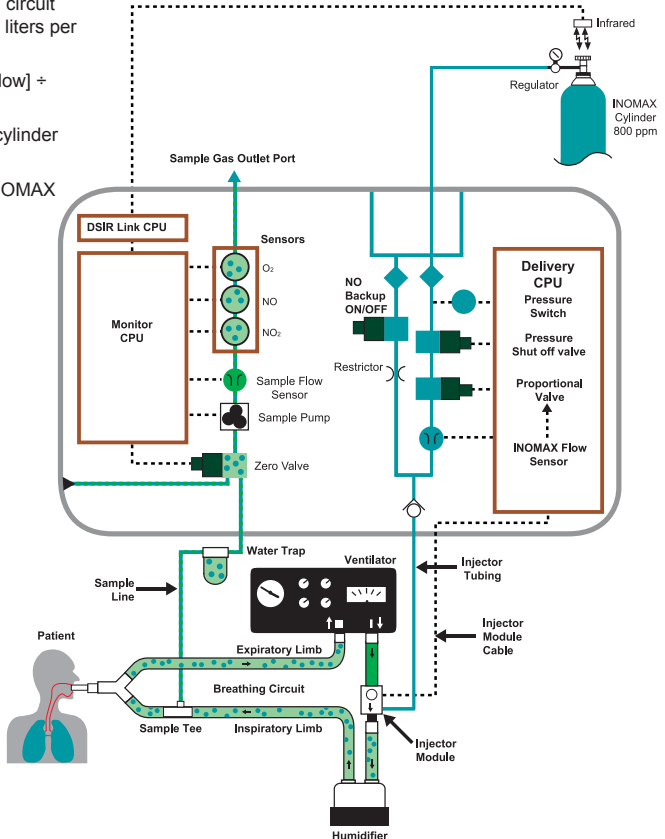 circuit
liters per
low] ÷
cylinder
OMAX
Infrared
Regulator
INOMAX
Cylinder
800 ppm
Sample Gas Outlet Port
DSIR Link CPU
Sensors
O₂
NO
NO₂
Monitor
CPU
Sample Flow
Sensor
Sample Pump
Zero Valve
NO
Backup
ON/OFF
Restrictor
Delivery
CPU
Pressure
Switch
Pressure
Shut off valve
Proportional
Valve
INOMAX Flow
Sensor
Water Trap
Sample
Line
Ventilator
Injector
Tubing
Injector
Module
Cable
Patient
Expiratory Limb
Breathing Circuit
Sample Tee
Inspiratory Limb
Injector
Module
Humidifier